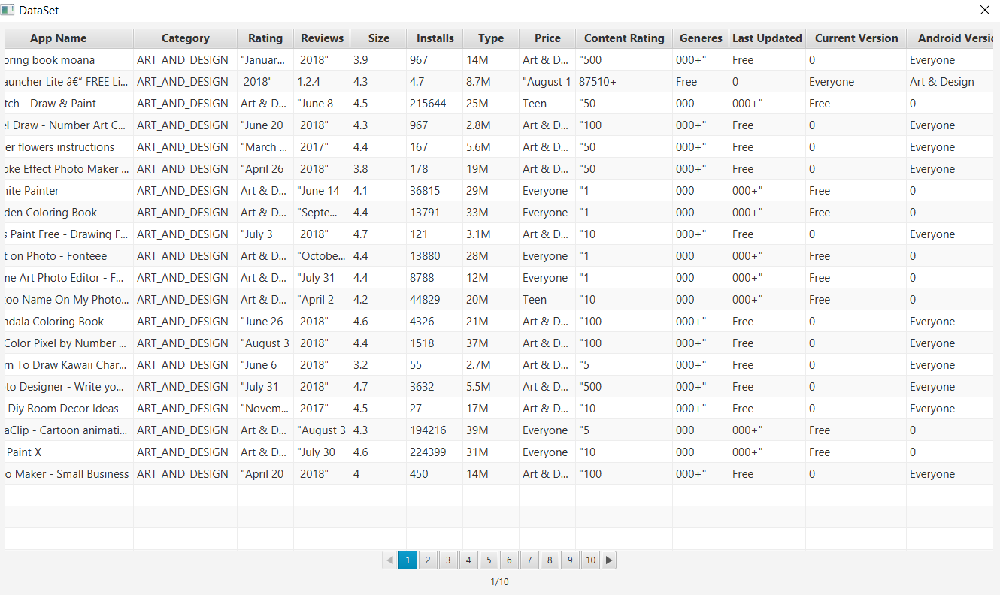 DataSet
App Name Category Rating Reviews Size Installs Type Price Content Rating Generes Last Updated Current Version Android Versic
oring book moana ART_AND_DESIGN "Januar... 2018" 3.9 967 14M Art & D... "500 000+" Free 0 Everyone
auncher Lite â€“ FREE Li... ART_AND_DESIGN 2018" 1.2.4 4.3 4.7 8.7M "August 1 87510+ Free 0 Everyone Art & Design
tch - Draw & Paint ART_AND_DESIGN Art & D... "June 8 4.5 215644 25M Teen "50 000 000+" Free 0
el Draw - Number Art C... ART_AND_DESIGN "June 20 2018" 4.3 967 2.8M Art & D... "100 000+" Free 0 Everyone
er flowers instructions ART_AND_DESIGN "March ... 2017" 4.4 167 5.6M Art & D... "50 000+" Free 0 Everyone
oke Effect Photo Maker ... ART_AND_DESIGN "April 26 2018" 3.8 178 19M Art & D... "50 000+" Free 0 Everyone
nite Painter ART_AND_DESIGN Art & D... "June 14 4.1 36815 29M Everyone "1 000 000+" Free 0
den Coloring Book ART_AND_DESIGN Art & D... "Septe... 4.4 13791 33M Everyone "1 000 000+" Free 0
s Paint Free - Drawing F... ART_AND_DESIGN "July 3 2018" 4.7 121 3.1M Art & D... "10 000+" Free 0 Everyone
t on Photo - Fonteee ART_AND_DESIGN Art & D... "Octobe... 4.4 13880 28M Everyone "1 000 000+" Free 0
me Art Photo Editor - F... ART_AND_DESIGN Art & D... "July 31 4.4 8788 12M Everyone "1 000 000+" Free 0
oo Name On My Photo... ART_AND_DESIGN Art & D... "April 2 4.2 44829 20M Teen "10 000 000+" Free 0
ndala Coloring Book ART_AND_DESIGN "June 26 2018" 4.6 4326 21M Art & D... "100 000+" Free 0 Everyone
Color Pixel by Number ... ART_AND_DESIGN "August 3 2018" 4.4 1518 37M Art & D... "100 000+" Free 0 Everyone
rn To Draw Kawaii Char... ART_AND_DESIGN "June 6 2018" 3.2 55 2.7M Art & D... "5 000+" Free 0 Everyone
to Designer - Write yo... ART_AND_DESIGN "July 31 2018" 4.7 3632 5.5M Art & D... "500 000+" Free 0 Everyone
Diy Room Decor Ideas ART_AND_DESIGN "Novem... 2017" 4.5 27 17M Art & D... "10 000+" Free 0 Everyone
aClip - Cartoon animati... ART_AND_DESIGN Art & D... "August 3 4.3 194216 39M Everyone "5 000 000+" Free 0
Paint X ART_AND_DESIGN Art & D... "July 30 4.6 224399 31M Everyone "10 000 000+" Free 0
o Maker - Small Business ART_AND_DESIGN "April 20 2018" 4 450 14M Art & D... "100 000+" Free 0 Everyone
1 2 3 4 5 6 7 8 9 10
1/10